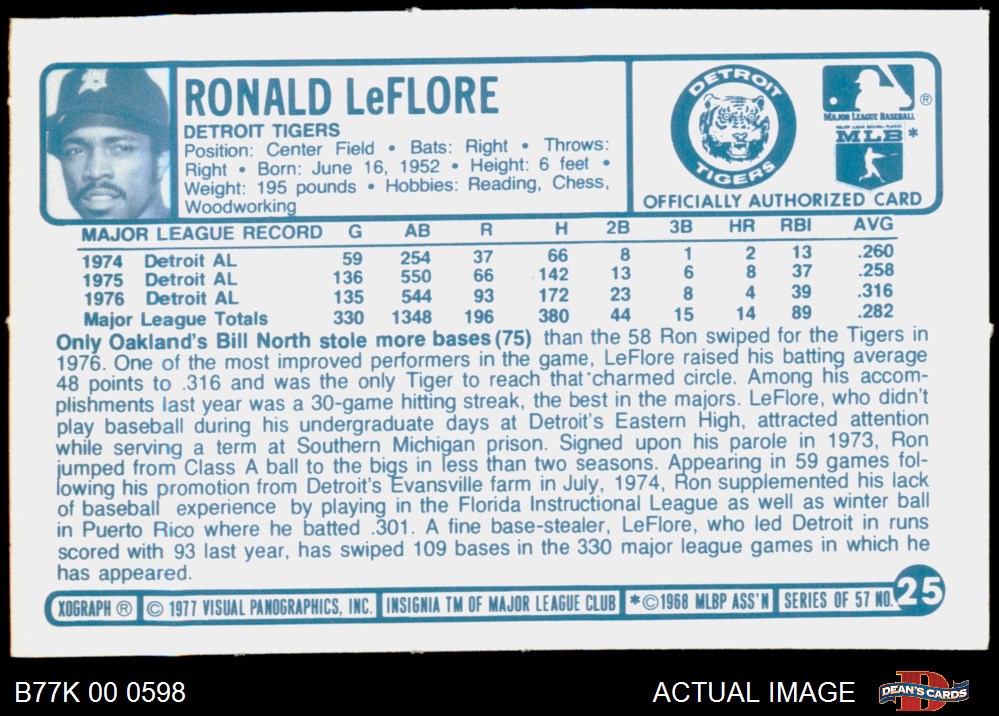 RONALD LeFLORE
DETROIT TIGERS
Position: Center Field • Bats: Right • Throws:
Right • Born: June 16, 1952 • Height: 6 feet •
Weight: 195 pounds • Hobbies: Reading, Chess,
Woodworking
DETROIT
TIGERS
MAJOR LEAGUE BASEBALL
®
MAJOR LEAGUE BASEBALL PLAYERS
MLB *
OFFICIALLY AUTHORIZED CARD
MAJOR LEAGUE RECORD G AB R H 2B 3B HR RBI AVG
1974 Detroit AL 59 254 37 66 8 1 2 13 .260
1975 Detroit AL 136 550 66 142 13 6 8 37 .258
1976 Detroit AL 135 544 93 172 23 8 4 39 .316
Major League Totals 330 1348 196 380 44 15 14 89 .282
Only Oakland's Bill North stole more bases (75) than the 58 Ron swiped for the Tigers in
1976. One of the most improved performers in the game, LeFlore raised his batting average
48 points to .316 and was the only Tiger to reach that charmed circle. Among his accom-
plishments last year was a 30-game hitting streak, the best in the majors. LeFlore, who didn't
play baseball during his undergraduate days at Detroit's Eastern High, attracted attention
while serving a term at Southern Michigan prison. Signed upon his parole in 1973, Ron
jumped from Class A ball to the bigs in less than two seasons. Appearing in 59 games fol-
lowing his promotion from Detroit's Evansville farm in July, 1974, Ron supplemented his lack
of baseball experience by playing in the Florida Instructional League as well as winter ball
in Puerto Rico where he batted .301. A fine base-stealer, LeFlore, who led Detroit in runs
scored with 93 last year, has swiped 109 bases in the 330 major league games in which he
has appeared.
XOGRAPH ® © 1977 VISUAL PANOGRAPHICS, INC. INSIGNIA TM OF MAJOR LEAGUE CLUB *©1968 MLBP ASS'N SERIES OF 57 NO. 25
B77K 00 0598 ACTUAL IMAGE DEAN'S CARDS